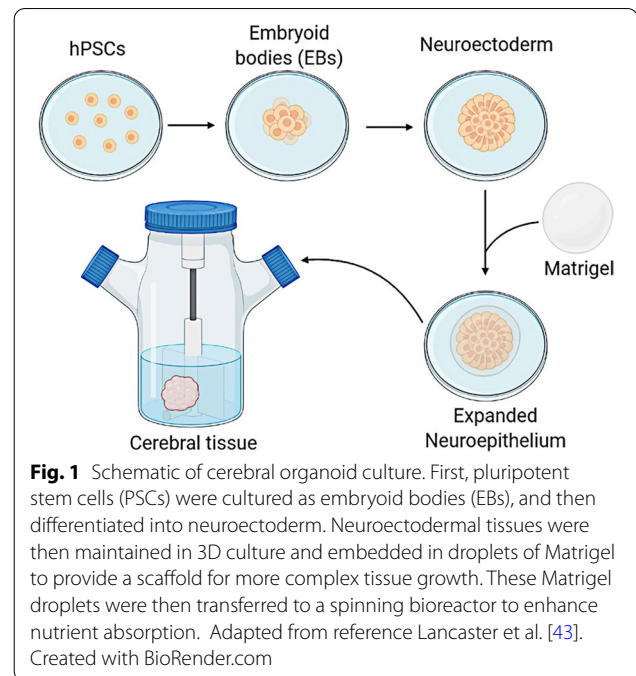 hPSCs
Embryoid
bodies (EBs)
Neuroectoderm
Matrigel
Cerebral tissue
Expanded
Neuroepithelium
Fig. 1 Schematic of cerebral organoid culture. First, pluripotent
stem cells (PSCs) were cultured as embryoid bodies (EBs), and then
differentiated into neuroectoderm. Neuroectodermal tissues were
then maintained in 3D culture and embedded in droplets of Matrigel
to provide a scaffold for more complex tissue growth. These Matrigel
droplets were then transferred to a spinning bioreactor to enhance
nutrient absorption. Adapted from reference Lancaster et al. [43].
Created with BioRender.com